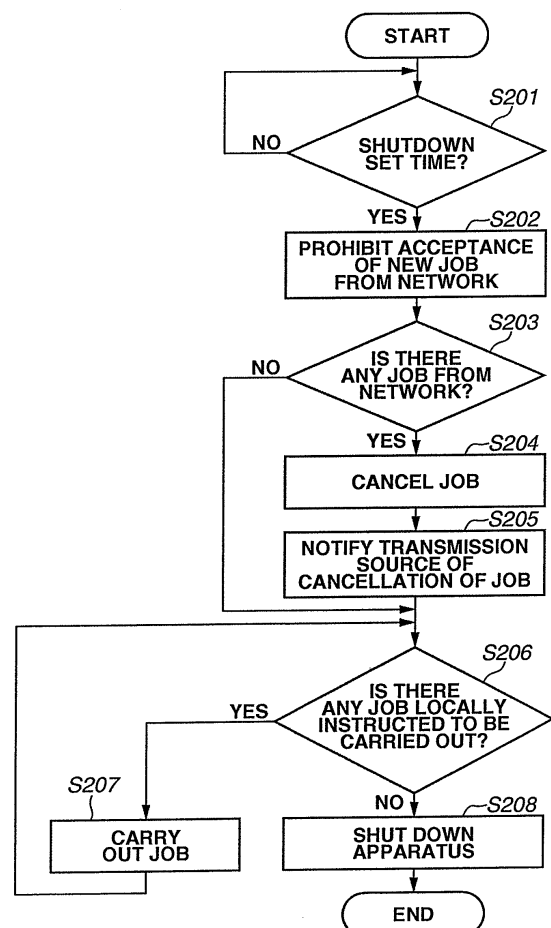 START
S201
SHUTDOWN
SET TIME?
NO
YES
S202
PROHIBIT ACCEPTANCE
OF NEW JOB
FROM NETWORK
S203
IS THERE
ANY JOB FROM
NETWORK?
NO
YES
S204
CANCEL JOB
S205
NOTIFY TRANSMISSION
SOURCE OF
CANCELLATION OF JOB
S206
IS THERE
ANY JOB LOCALLY
INSTRUCTED TO BE
CARRIED OUT?
YES
NO
S207
CARRY
OUT JOB
S208
SHUT DOWN
APPARATUS
END